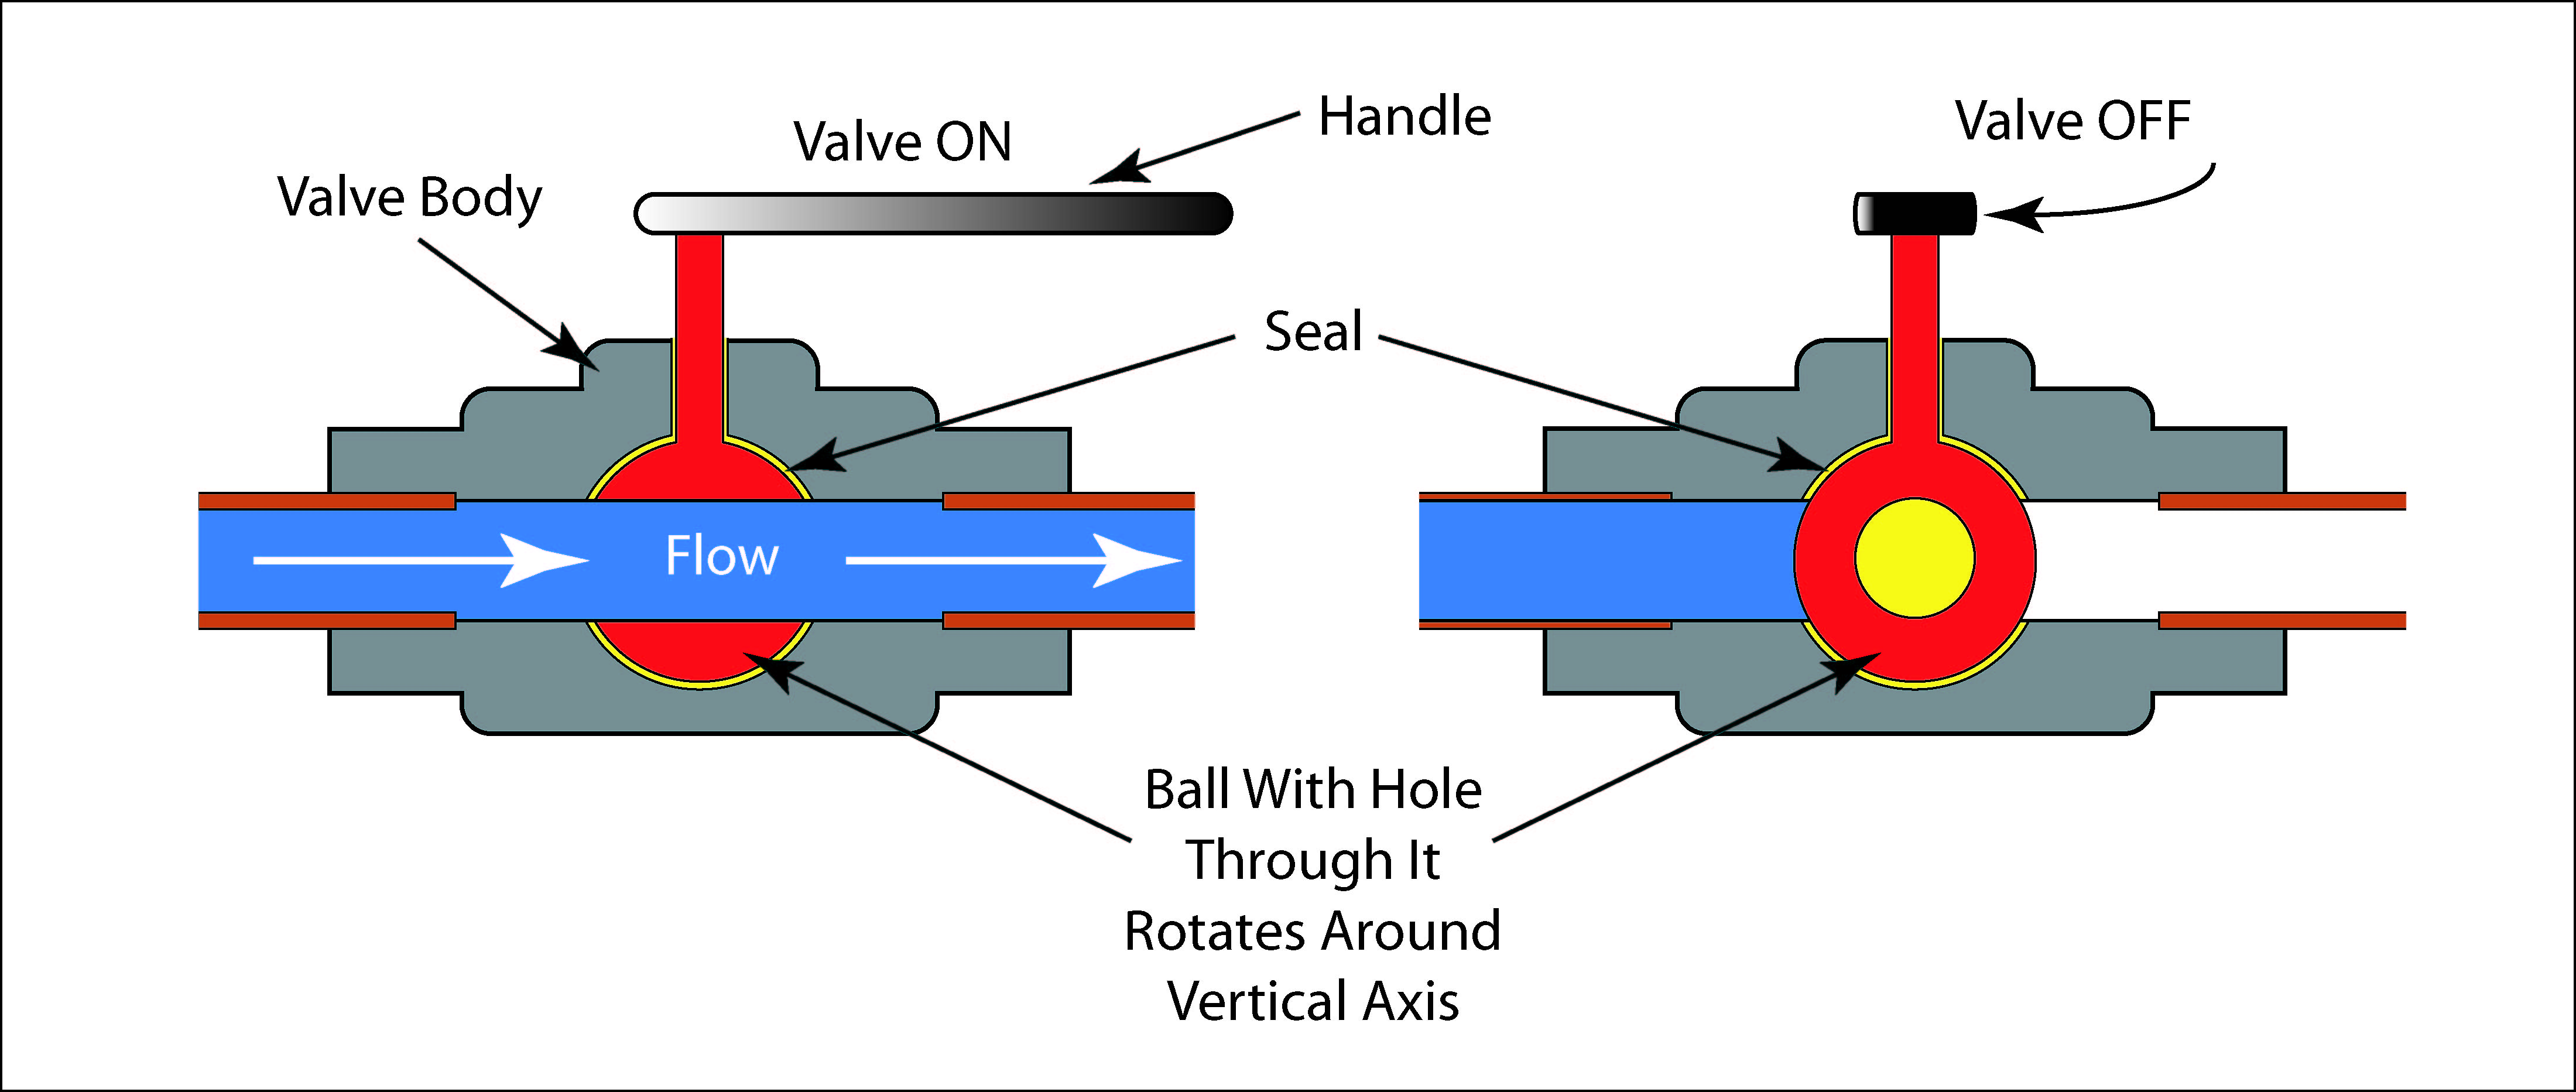 Valve ON
Handle
Valve OFF
Valve Body
Seal
Flow
Ball With Hole
Through It
Rotates Around
Vertical Axis